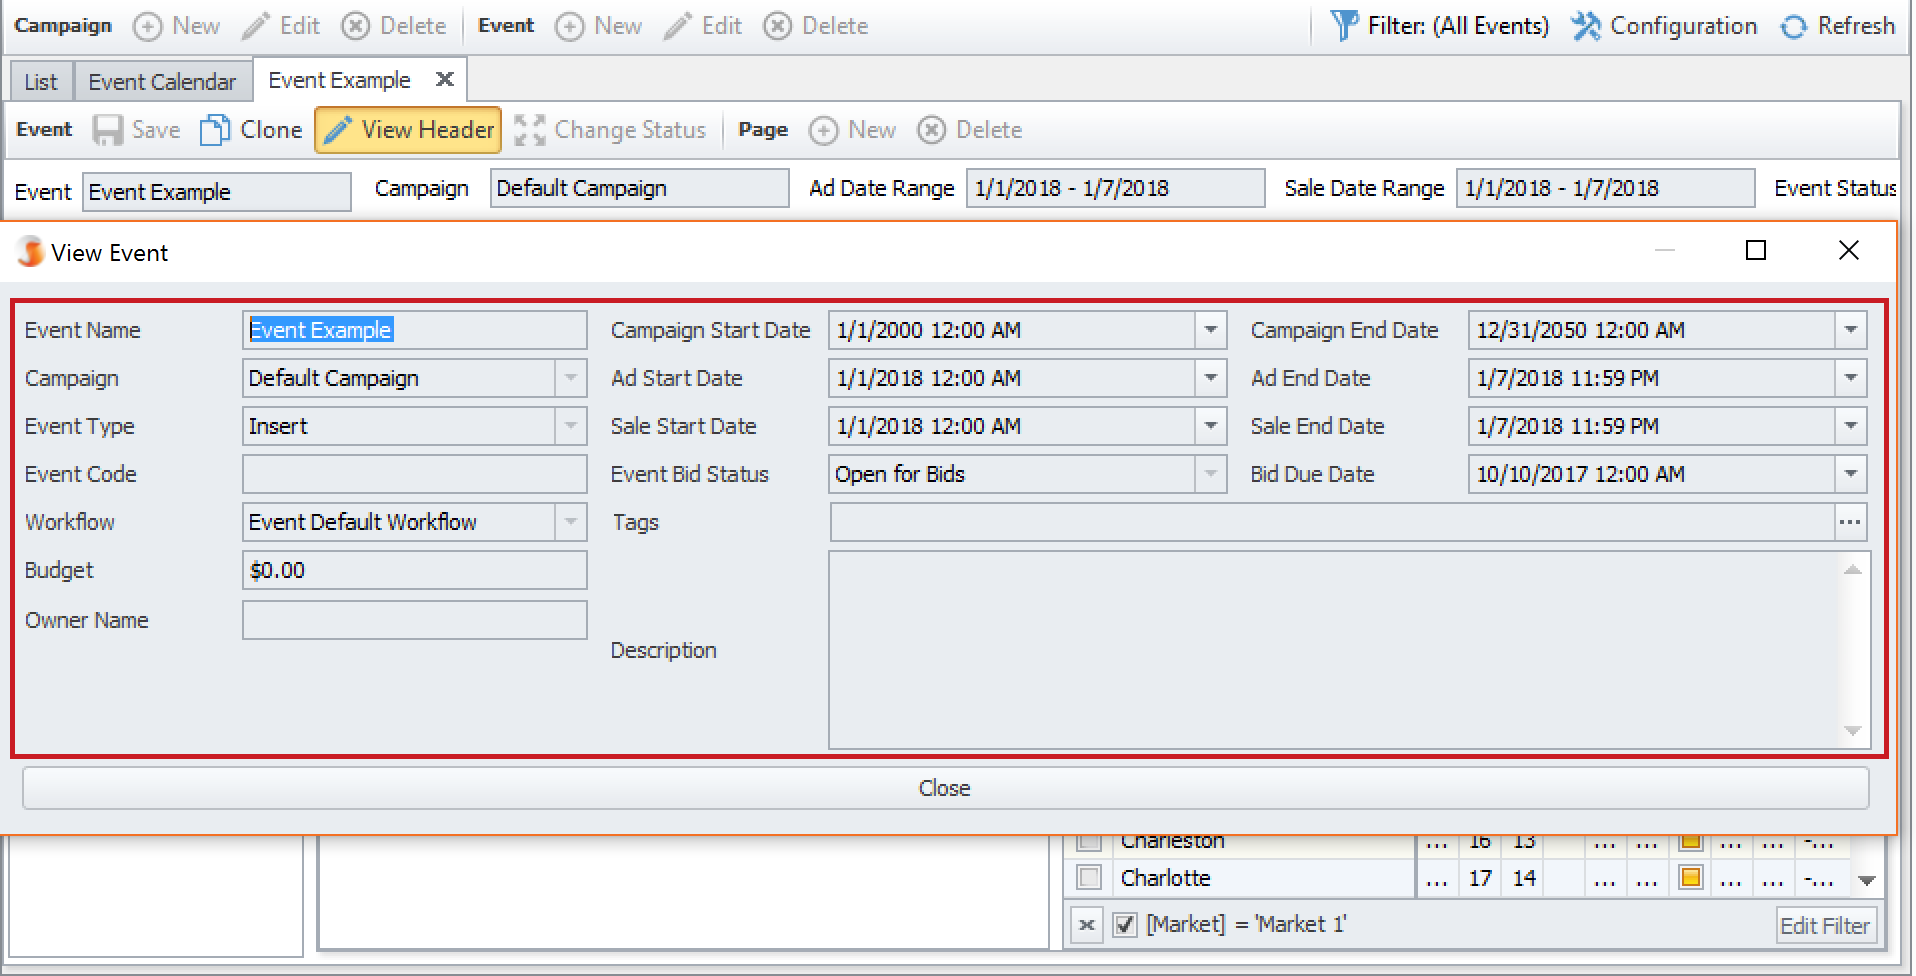 Campaign New Edit Delete Event New Edit Delete Filter: (All Events) Configuration Refresh
List Event Calendar Event Example
Event Save Clone View Header Change Status Page New Delete
Event Event Example Campaign Default Campaign Ad Date Range 1/1/2018 - 1/7/2018 Sale Date Range 1/1/2018 - 1/7/2018 Event Status
View Event
Event Name Event Example Campaign Start Date 1/1/2000 12:00 AM Campaign End Date 12/31/2050 12:00 AM
Campaign Default Campaign Ad Start Date 1/1/2018 12:00 AM Ad End Date 1/7/2018 11:59 PM
Event Type Insert Sale Start Date 1/1/2018 12:00 AM Sale End Date 1/7/2018 11:59 PM
Event Code Event Bid Status Open for Bids Bid Due Date 10/10/2017 12:00 AM
Workflow Event Default Workflow Tags ...
Budget $0.00
Owner Name
Description
Close
Charleston ... 16 13 ... ... ... ... -...
Charlotte ... 17 14 ... ... ... ... -...
[Market] = 'Market 1' Edit Filter